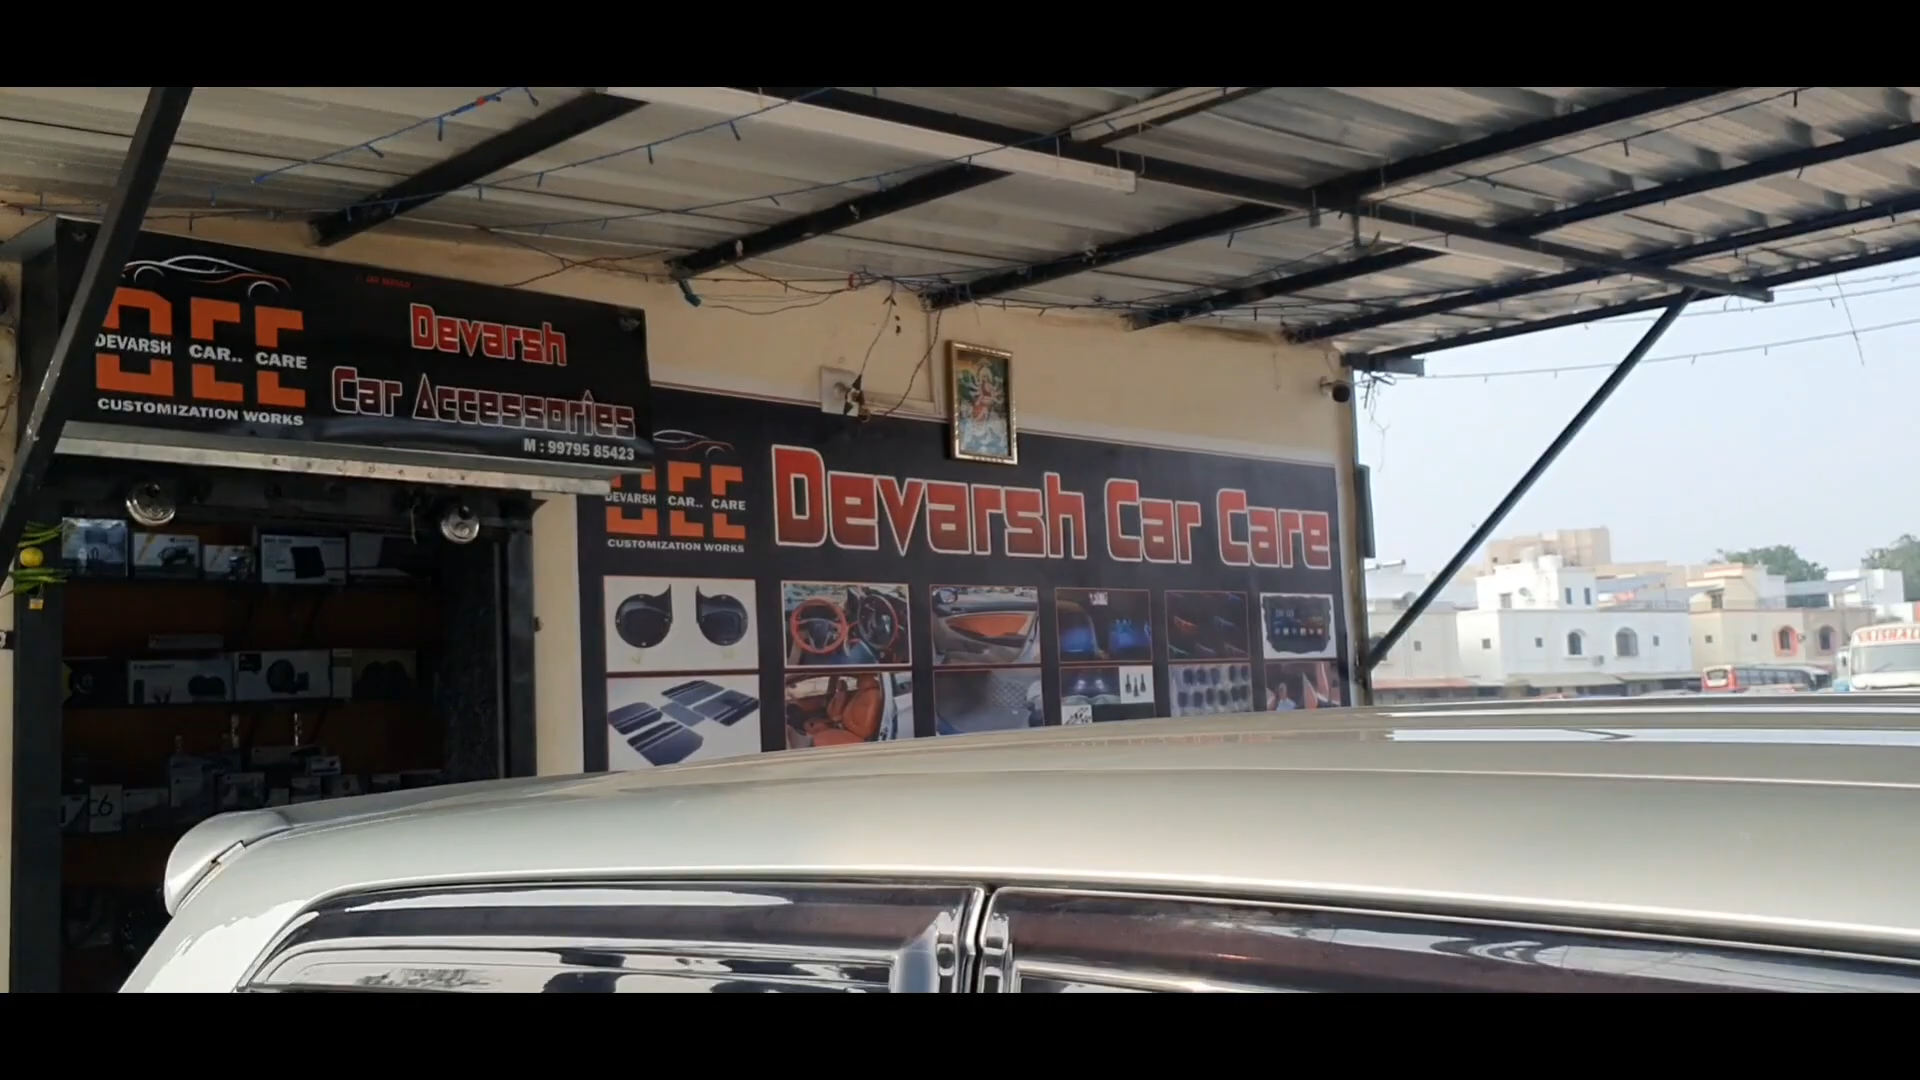 DEVARSH CAR.. CARE
CUSTOMIZATION WORKS
Devarsh
Car Accessories
M : 99795 85423
DEVARSH CAR.. CARE
CUSTOMIZATION WORKS
Devarsh Car Care